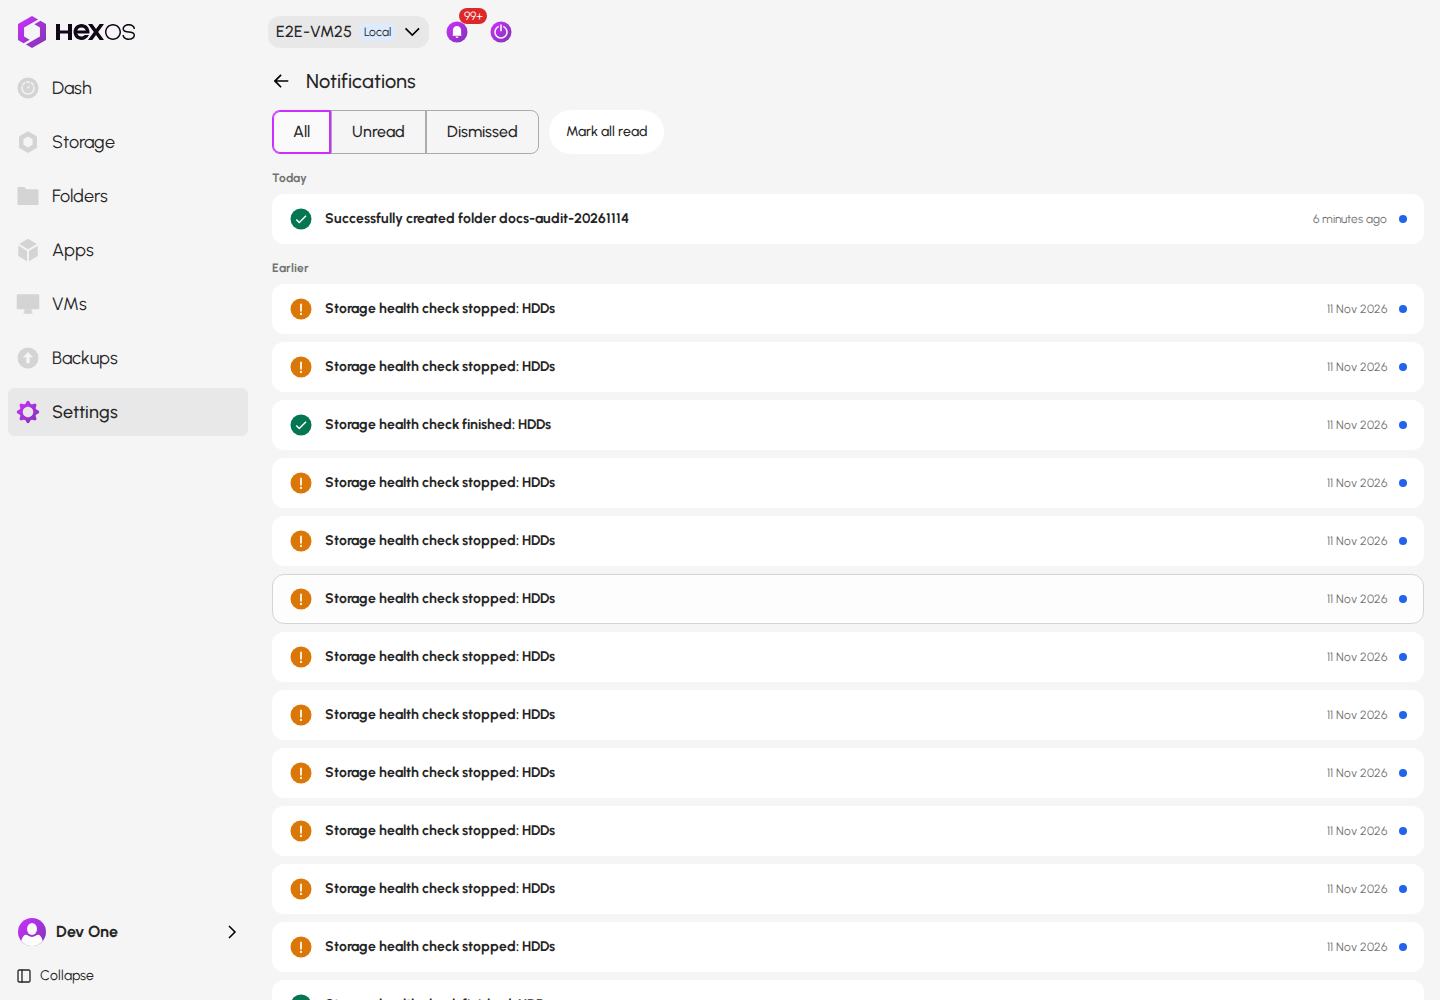 HEXOS
E2E-VM25 Local
99+
Dash
Storage
Folders
Apps
VMs
Backups
Settings
Dev One
Collapse
Notifications
All
Unread
Dismissed
Mark all read
Today
Successfully created folder docs-audit-20261114 6 minutes ago
Earlier
Storage health check stopped: HDDs 11 Nov 2026
Storage health check stopped: HDDs 11 Nov 2026
Storage health check finished: HDDs 11 Nov 2026
Storage health check stopped: HDDs 11 Nov 2026
Storage health check stopped: HDDs 11 Nov 2026
Storage health check stopped: HDDs 11 Nov 2026
Storage health check stopped: HDDs 11 Nov 2026
Storage health check stopped: HDDs 11 Nov 2026
Storage health check stopped: HDDs 11 Nov 2026
Storage health check stopped: HDDs 11 Nov 2026
Storage health check stopped: HDDs 11 Nov 2026
Storage health check stopped: HDDs 11 Nov 2026